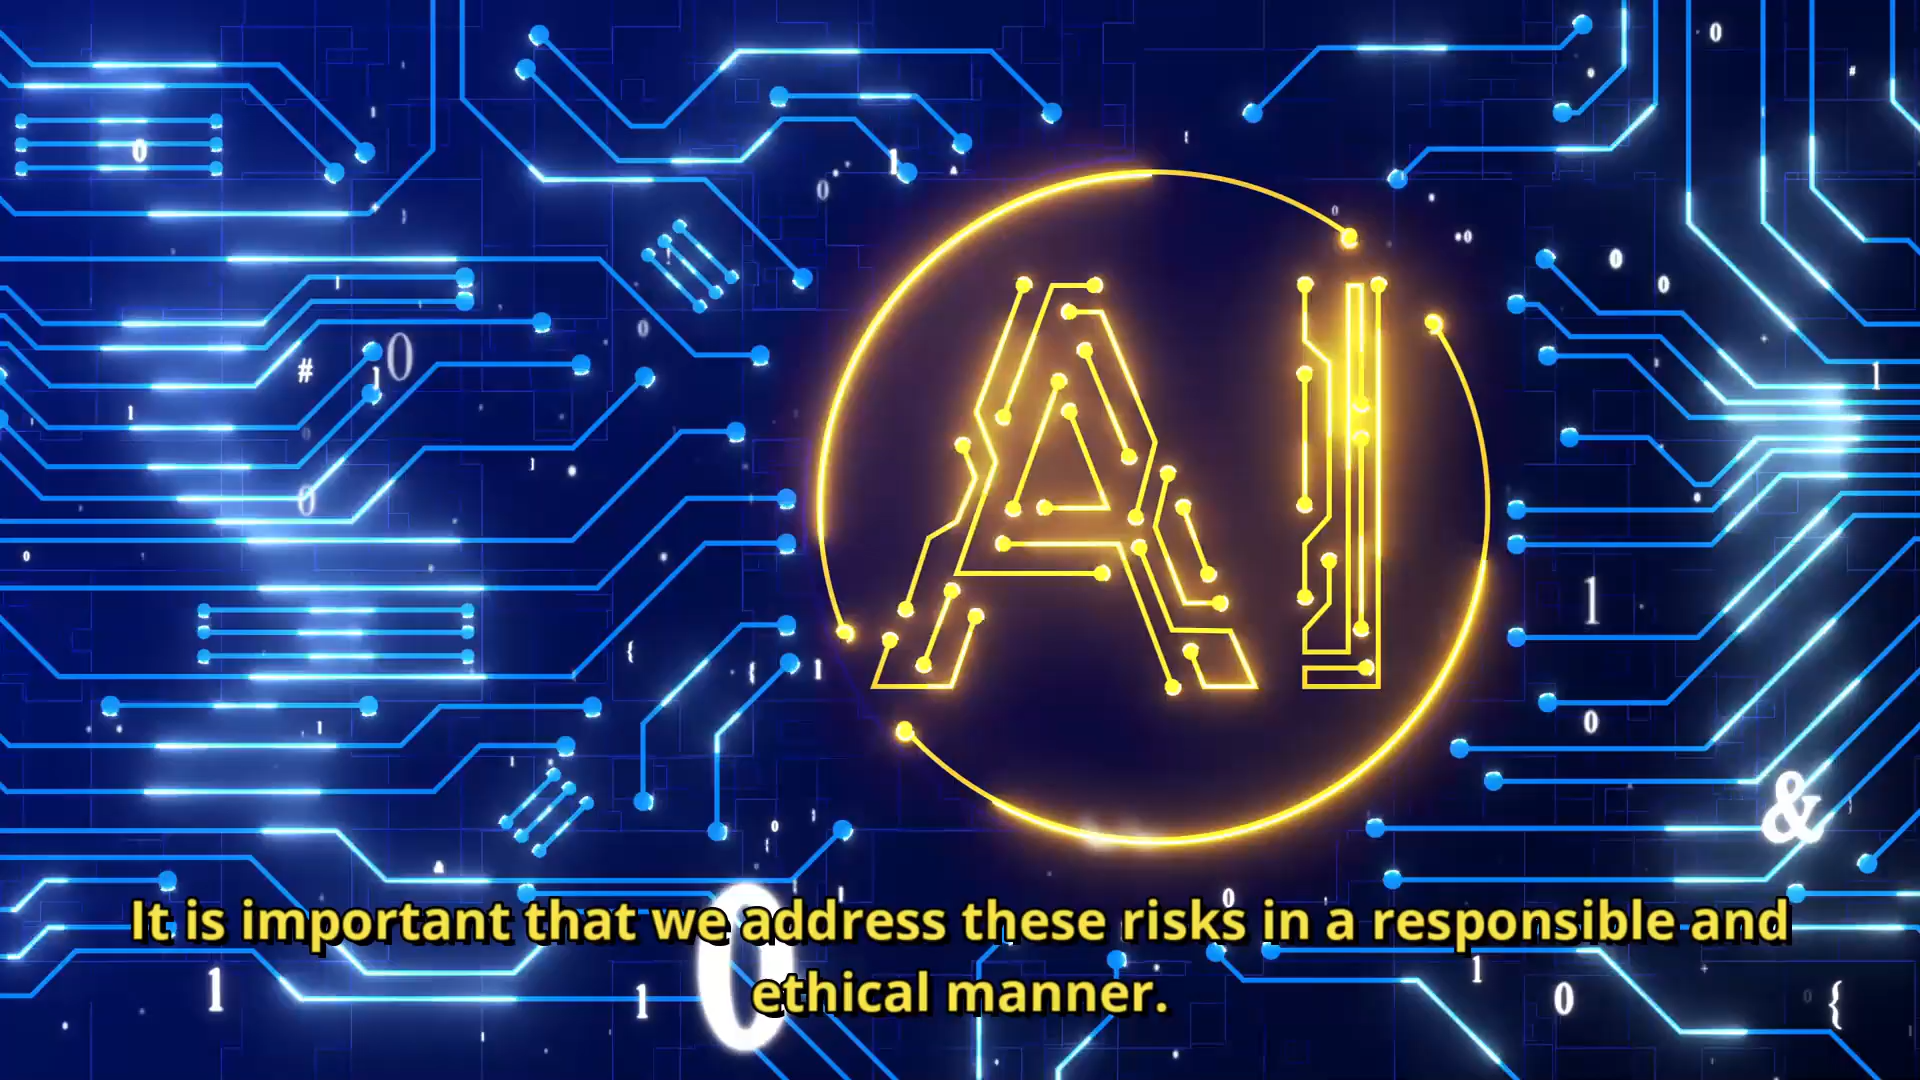 AI
It is important that we address these risks in a responsible and
ethical manner.